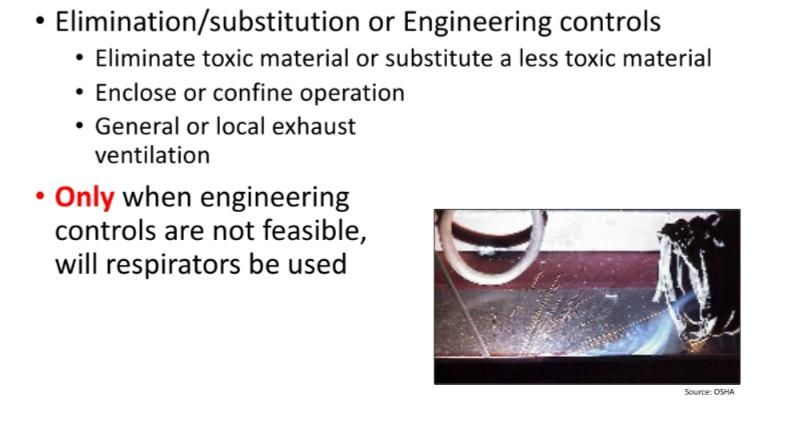 • Elimination/substitution or Engineering controls
• Eliminate toxic material or substitute a less toxic material
• Enclose or confine operation
• General or local exhaust
ventilation
• Only when engineering
controls are not feasible,
will respirators be used
Source: OSHA